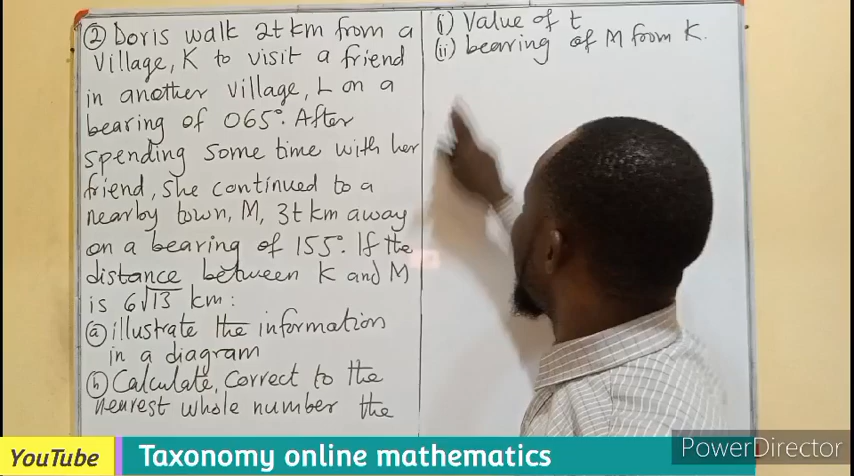 ② Doris walk 2t km from a
Village, K to visit a friend
in another village, L on a
bearing of 065°. After
spending some time with her
friend, she continued to a
nearby town, M, 3t km away
on a bearing of 155°. If the
distance between K and M
is 6√13 km:
ⓐ illustrate the information
in a diagram
ⓑ Calculate, correct to the
nearest whole number the
(i) Value of t
(ii) bearing of M from K.
YouTube Taxonomy online mathematics
PowerDirector